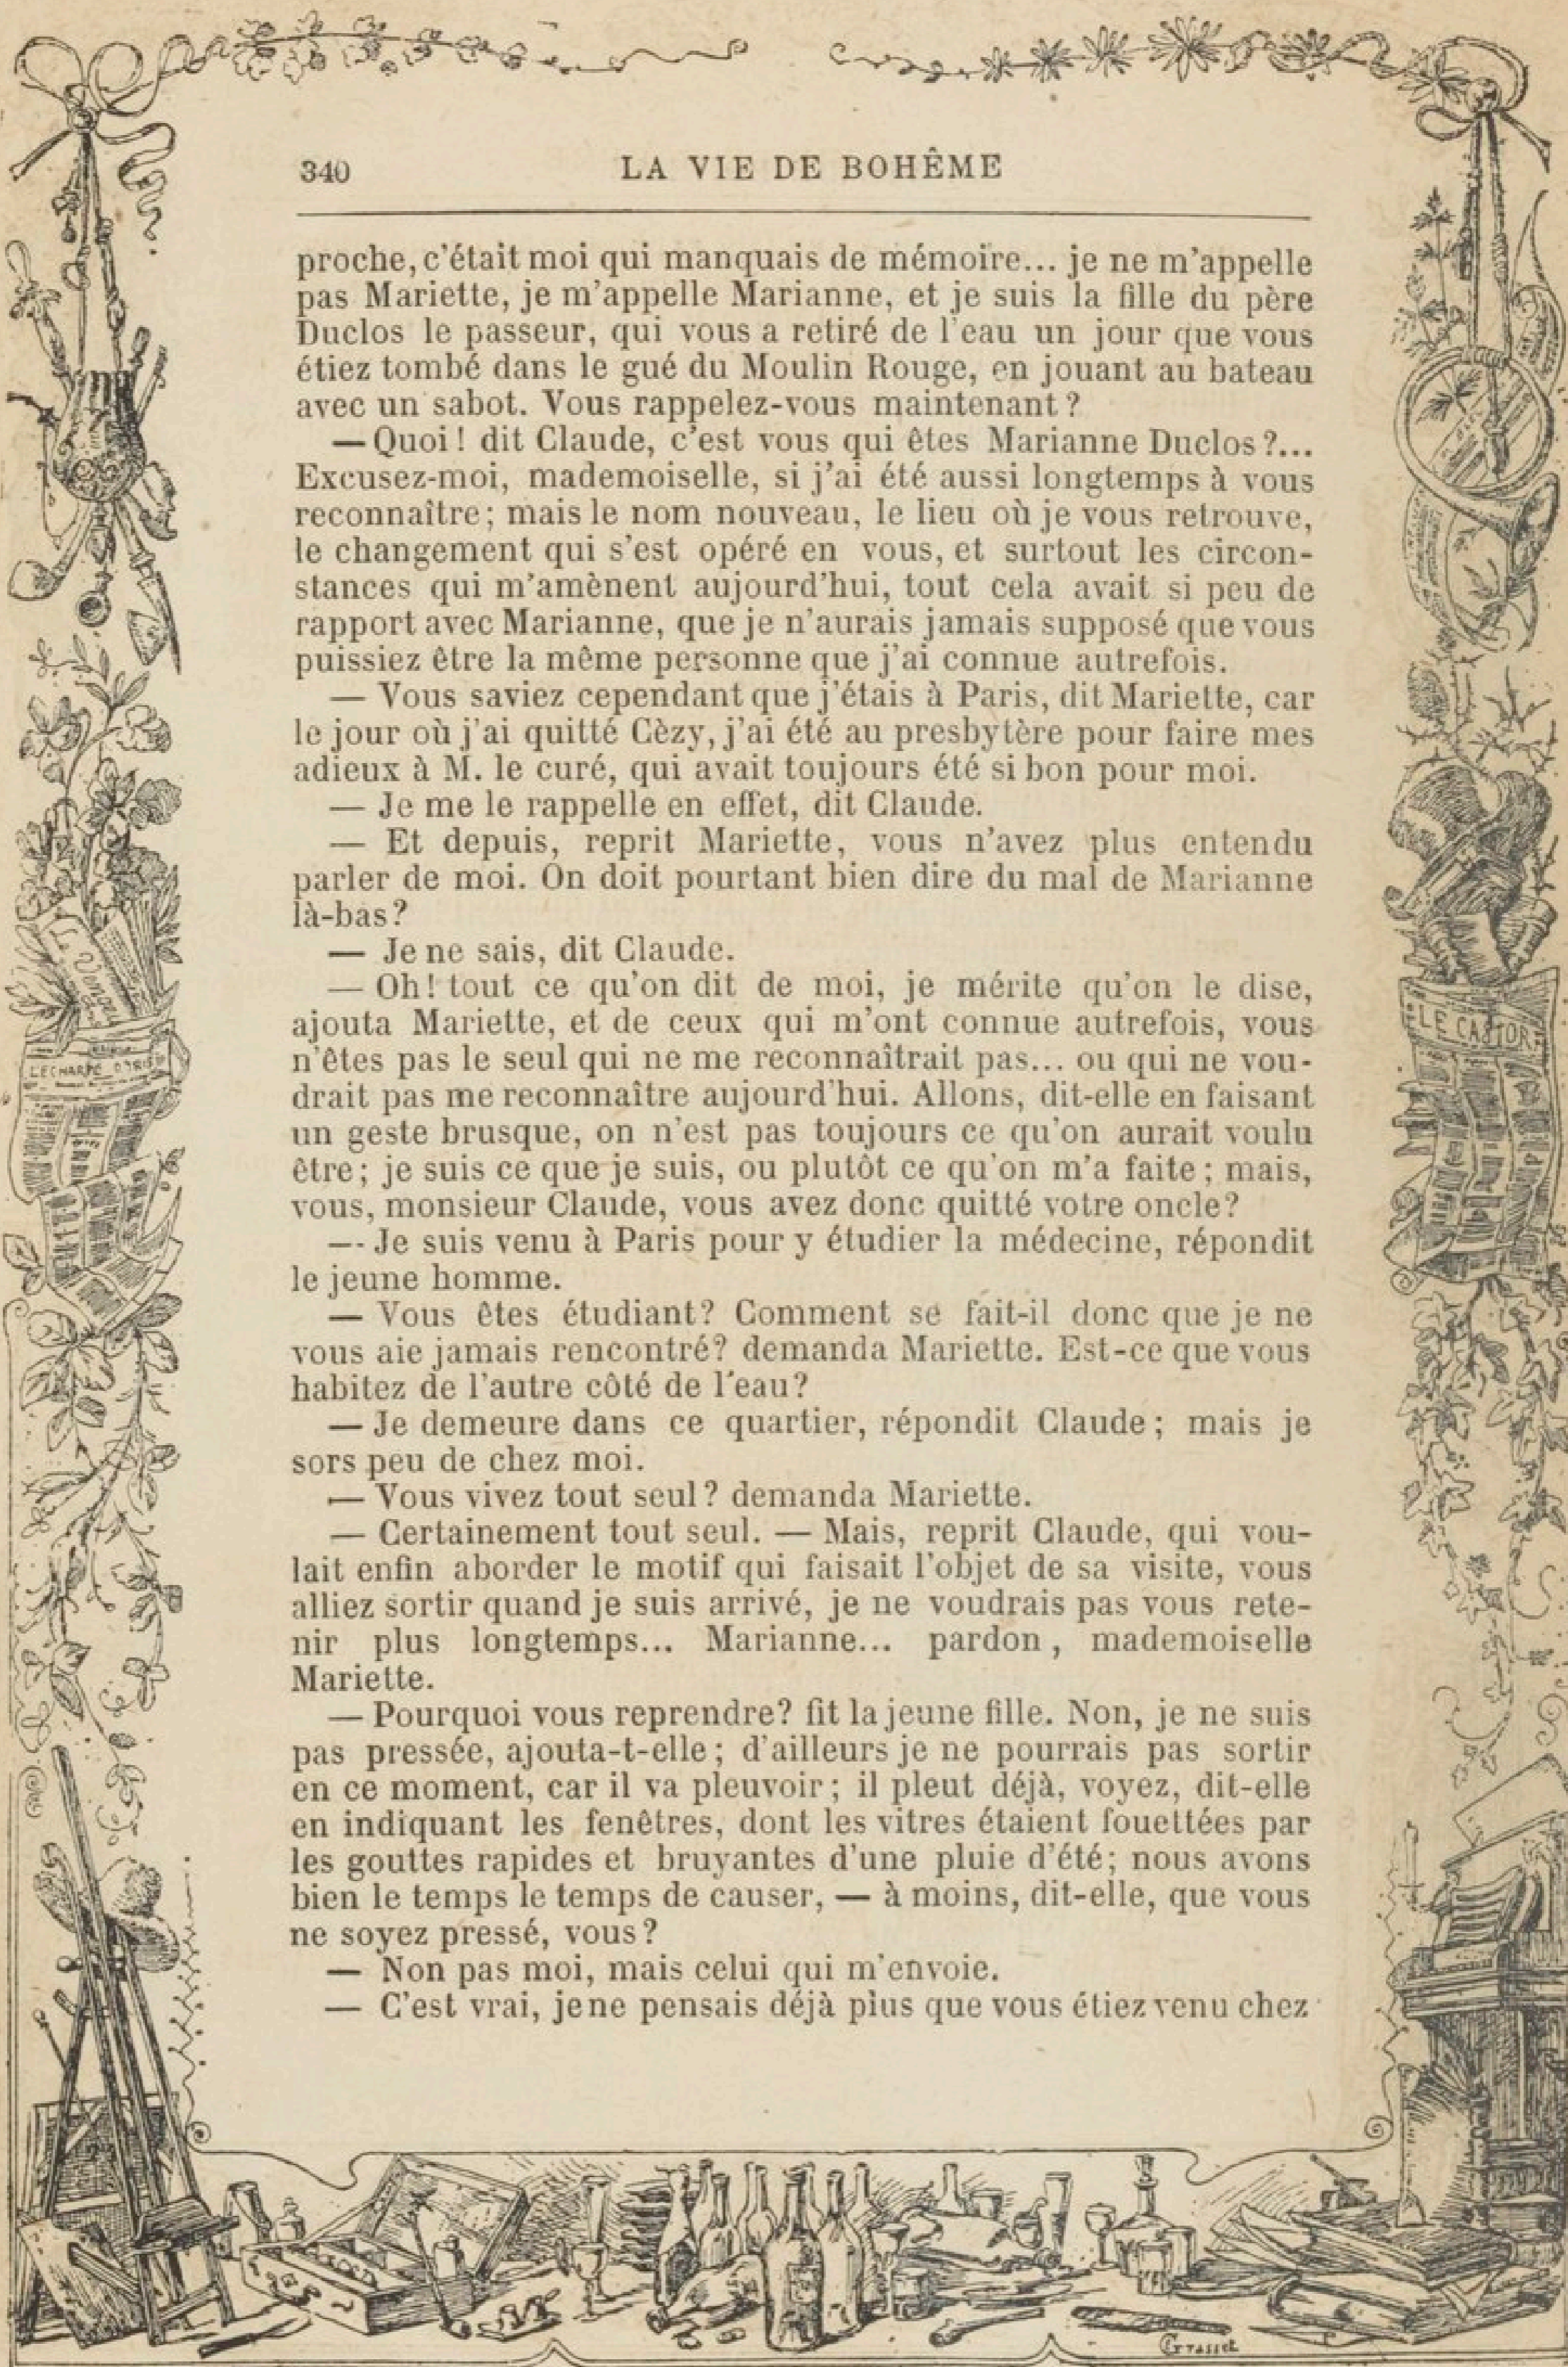 340 LA VIE DE BOHÊME
proche, c'était moi qui manquais de mémoire... je ne m'appelle
pas Mariette, je m'appelle Marianne, et je suis la fille du père
Duclos le passeur, qui vous a retiré de l'eau un jour que vous
étiez tombé dans le gué du Moulin Rouge, en jouant au bateau
avec un sabot. Vous rappelez-vous maintenant ?
— Quoi ! dit Claude, c'est vous qui êtes Marianne Duclos ?...
Excusez-moi, mademoiselle, si j'ai été aussi longtemps à vous
reconnaître ; mais le nom nouveau, le lieu où je vous retrouve,
le changement qui s'est opéré en vous, et surtout les circon-
stances qui m'amènent aujourd'hui, tout cela avait si peu de
rapport avec Marianne, que je n'aurais jamais supposé que vous
puissiez être la même personne que j'ai connue autrefois.
— Vous saviez cependant que j'étais à Paris, dit Mariette, car
le jour où j'ai quitté Cèzy, j'ai été au presbytère pour faire mes
adieux à M. le curé, qui avait toujours été si bon pour moi.
— Je me le rappelle en effet, dit Claude.
— Et depuis, reprit Mariette, vous n'avez plus entendu
parler de moi. On doit pourtant bien dire du mal de Marianne
là-bas ?
— Je ne sais, dit Claude.
— Oh ! tout ce qu'on dit de moi, je mérite qu'on le dise,
ajouta Mariette, et de ceux qui m'ont connue autrefois, vous
n'êtes pas le seul qui ne me reconnaîtrait pas... ou qui ne vou-
drait pas me reconnaître aujourd'hui. Allons, dit-elle en faisant
un geste brusque, on n'est pas toujours ce qu'on aurait voulu
être ; je suis ce que je suis, ou plutôt ce qu'on m'a faite ; mais,
vous, monsieur Claude, vous avez donc quitté votre oncle ?
— Je suis venu à Paris pour y étudier la médecine, répondit
le jeune homme.
— Vous êtes étudiant ? Comment se fait-il donc que je ne
vous aie jamais rencontré ? demanda Mariette. Est-ce que vous
habitez de l'autre côté de l'eau ?
— Je demeure dans ce quartier, répondit Claude ; mais je
sors peu de chez moi.
— Vous vivez tout seul ? demanda Mariette.
— Certainement tout seul. — Mais, reprit Claude, qui vou-
lait enfin aborder le motif qui faisait l'objet de sa visite, vous
alliez sortir quand je suis arrivé, je ne voudrais pas vous rete-
nir plus longtemps... Marianne... pardon, mademoiselle
Mariette.
— Pourquoi vous reprendre ? fit la jeune fille. Non, je ne suis
pas pressée, ajouta-t-elle ; d'ailleurs je ne pourrais pas sortir
en ce moment, car il va pleuvoir ; il pleut déjà, voyez, dit-elle
en indiquant les fenêtres, dont les vitres étaient fouettées par
les gouttes rapides et bruyantes d'une pluie d'été ; nous avons
bien le temps le temps de causer, — à moins, dit-elle, que vous
ne soyez pressé, vous ?
— Non pas moi, mais celui qui m'envoie.
— C'est vrai, je ne pensais déjà plus que vous étiez venu chez
L'ECHARPE D'IRIS
LE CASTOR
Grasset